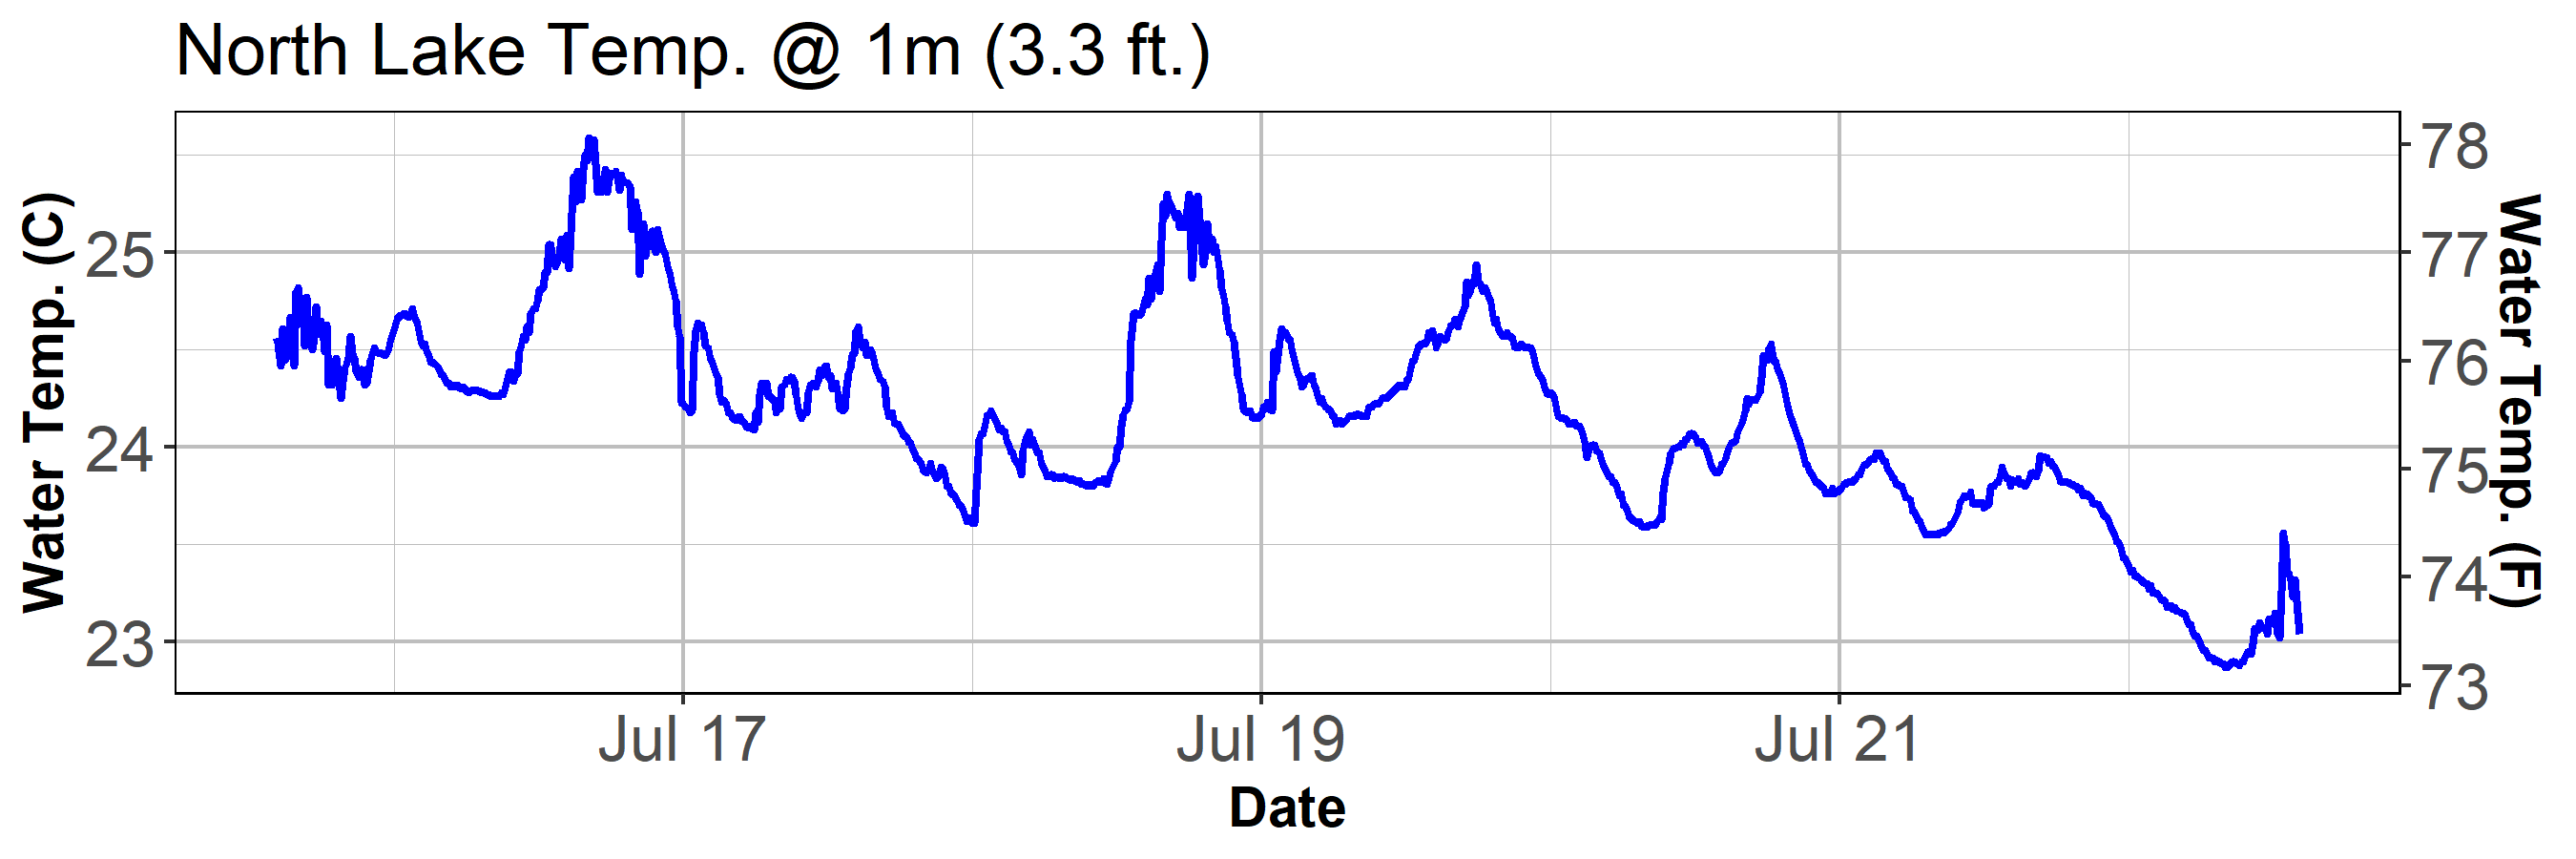 North Lake Temp. @ 1m (3.3 ft.)
Water Temp. (C)
25
24
23
78
77
76
75
74
73
Water Temp. (F)
Jul 17
Jul 19
Jul 21
Date